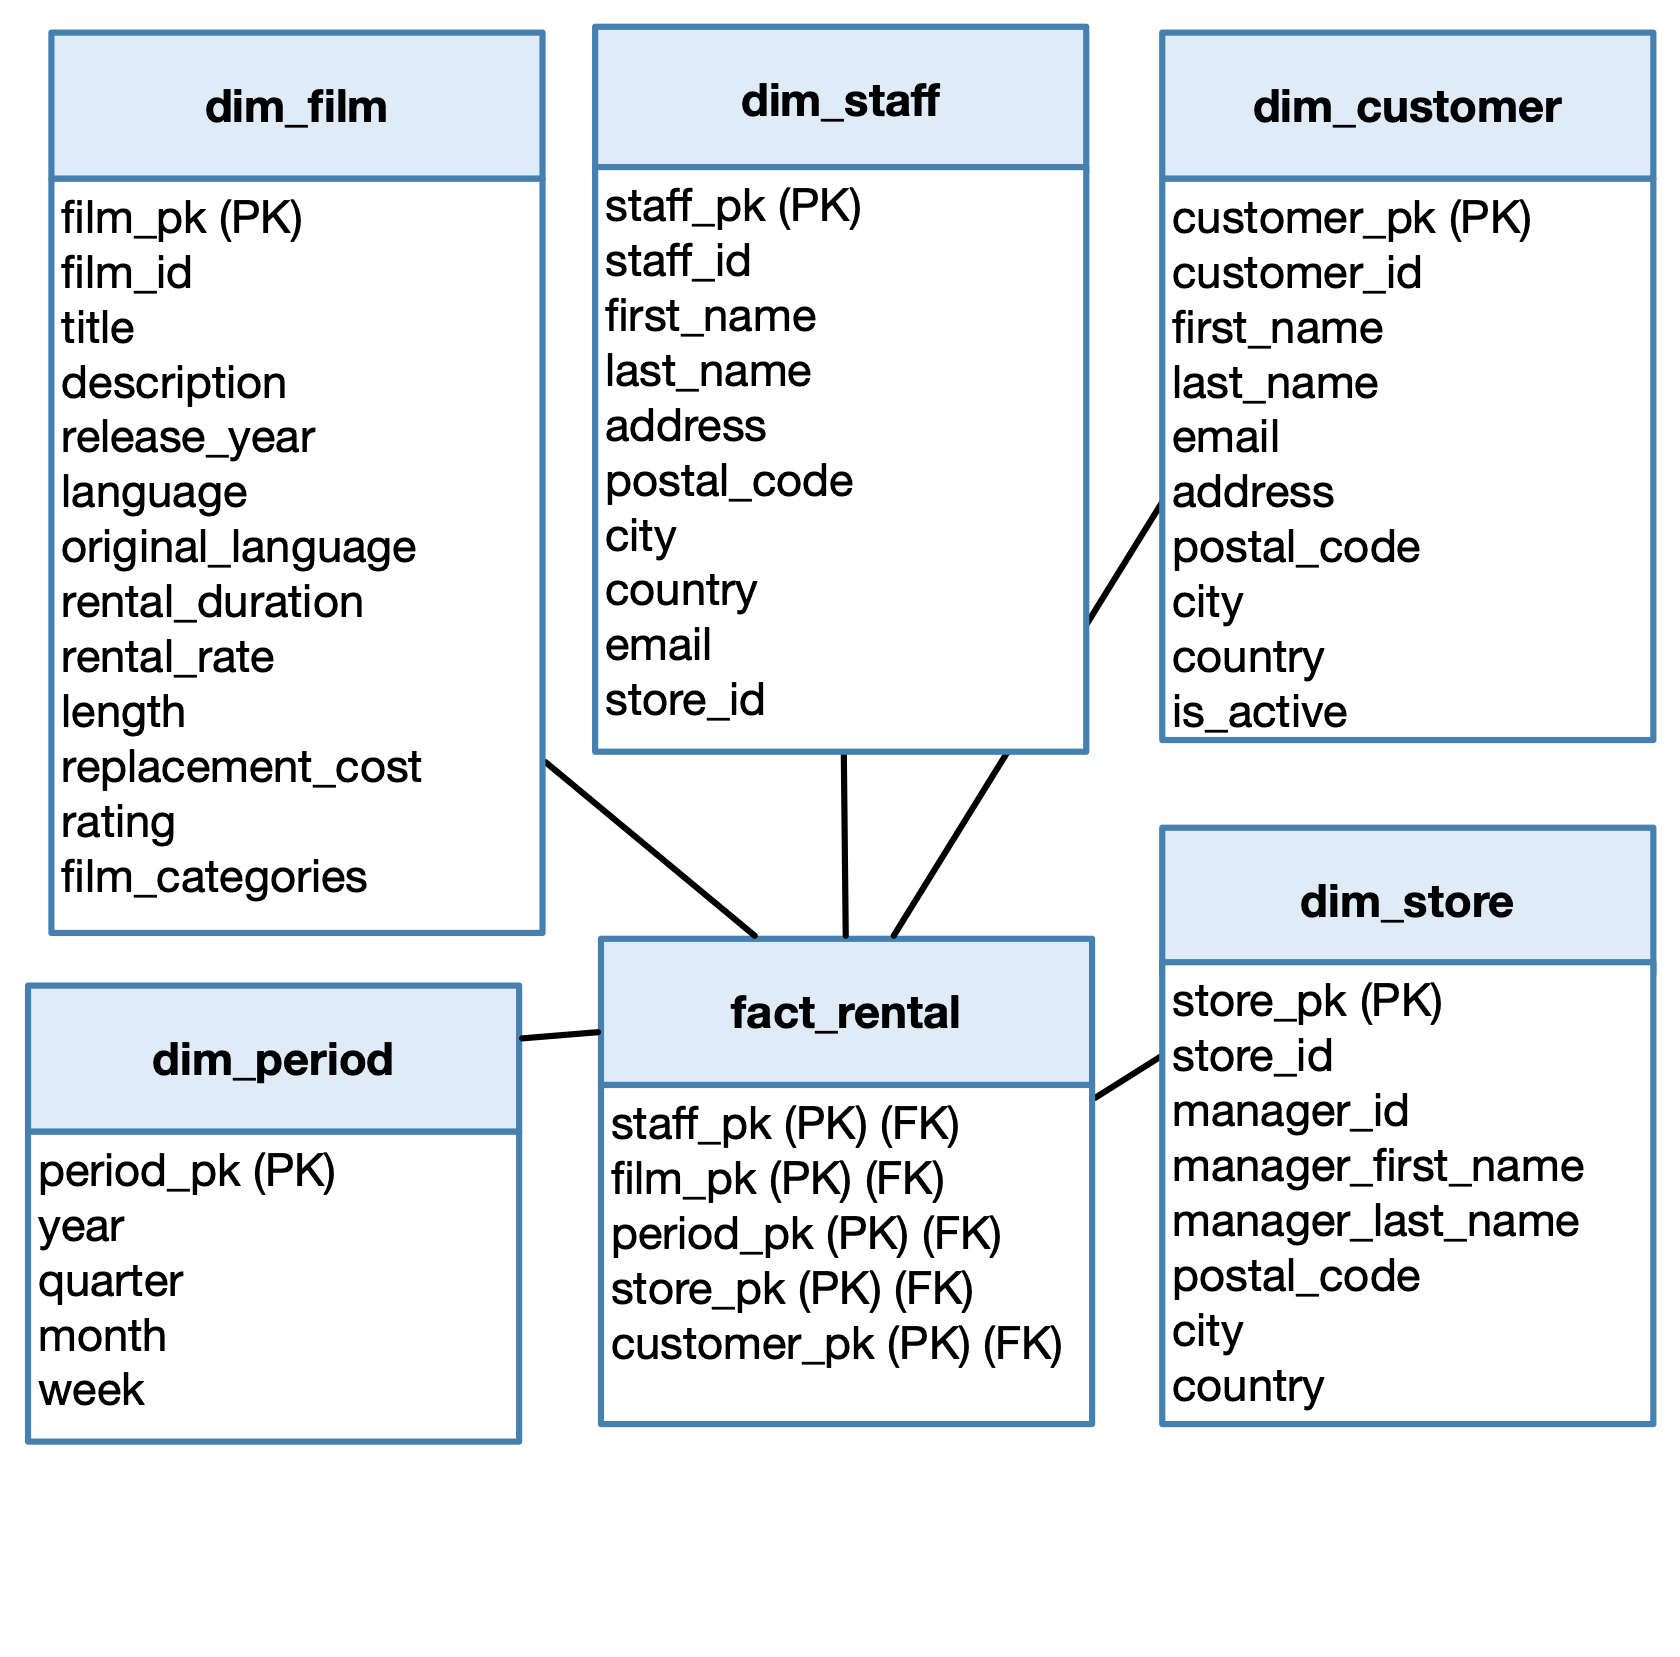 dim_film
film_pk (PK)
film_id
title
description
release_year
language
original_language
rental_duration
rental_rate
length
replacement_cost
rating
film_categories
dim_staff
staff_pk (PK)
staff_id
first_name
last_name
address
postal_code
city
country
email
store_id
dim_customer
customer_pk (PK)
customer_id
first_name
last_name
email
address
postal_code
city
country
is_active
dim_period
period_pk (PK)
year
quarter
month
week
fact_rental
staff_pk (PK) (FK)
film_pk (PK) (FK)
period_pk (PK) (FK)
store_pk (PK) (FK)
customer_pk (PK) (FK)
dim_store
store_pk (PK)
store_id
manager_id
manager_first_name
manager_last_name
postal_code
city
country